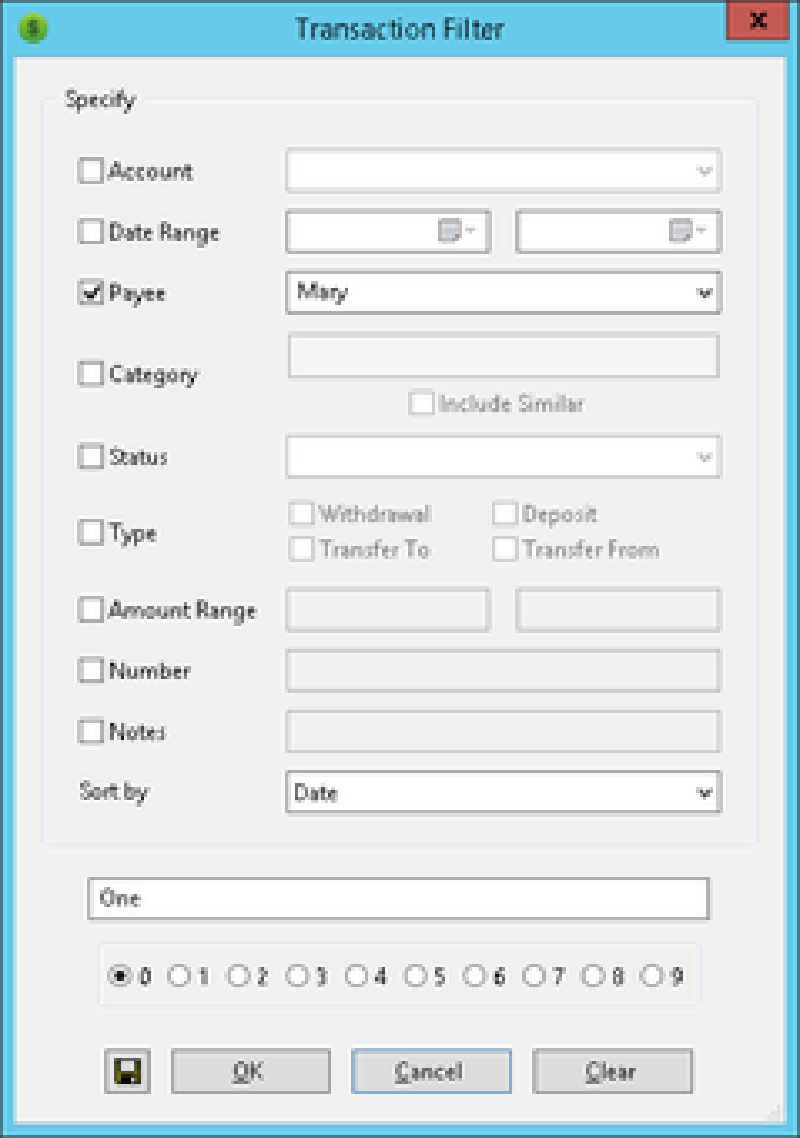 Transaction Filter
Specify
Account
Date Range
Payee Mary
Category
Include Similar
Status
Type Withdrawal Deposit
Transfer To Transfer From
Amount Range
Number
Notes
Sort by Date
One
0 1 2 3 4 5 6 7 8 9
OK Cancel Clear